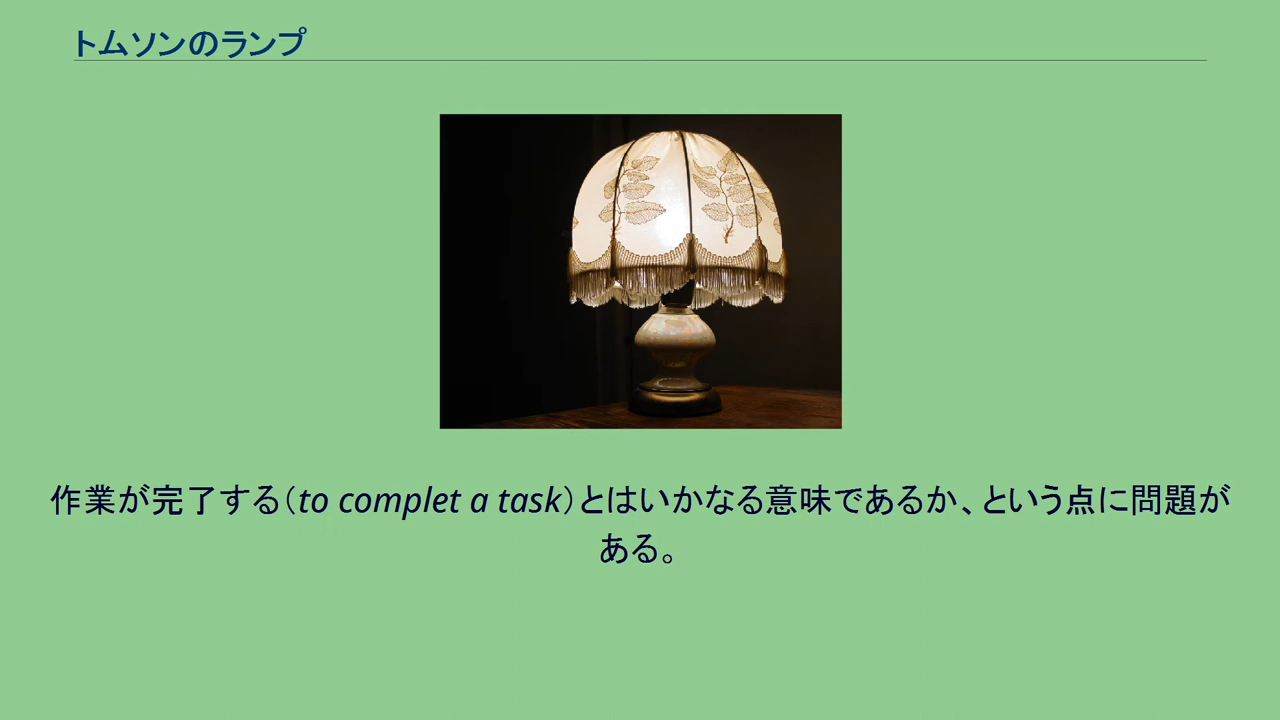 トムソンのランプ
作業が完了する（to complet a task）とはいかなる意味であるか、という点に問題が
ある。